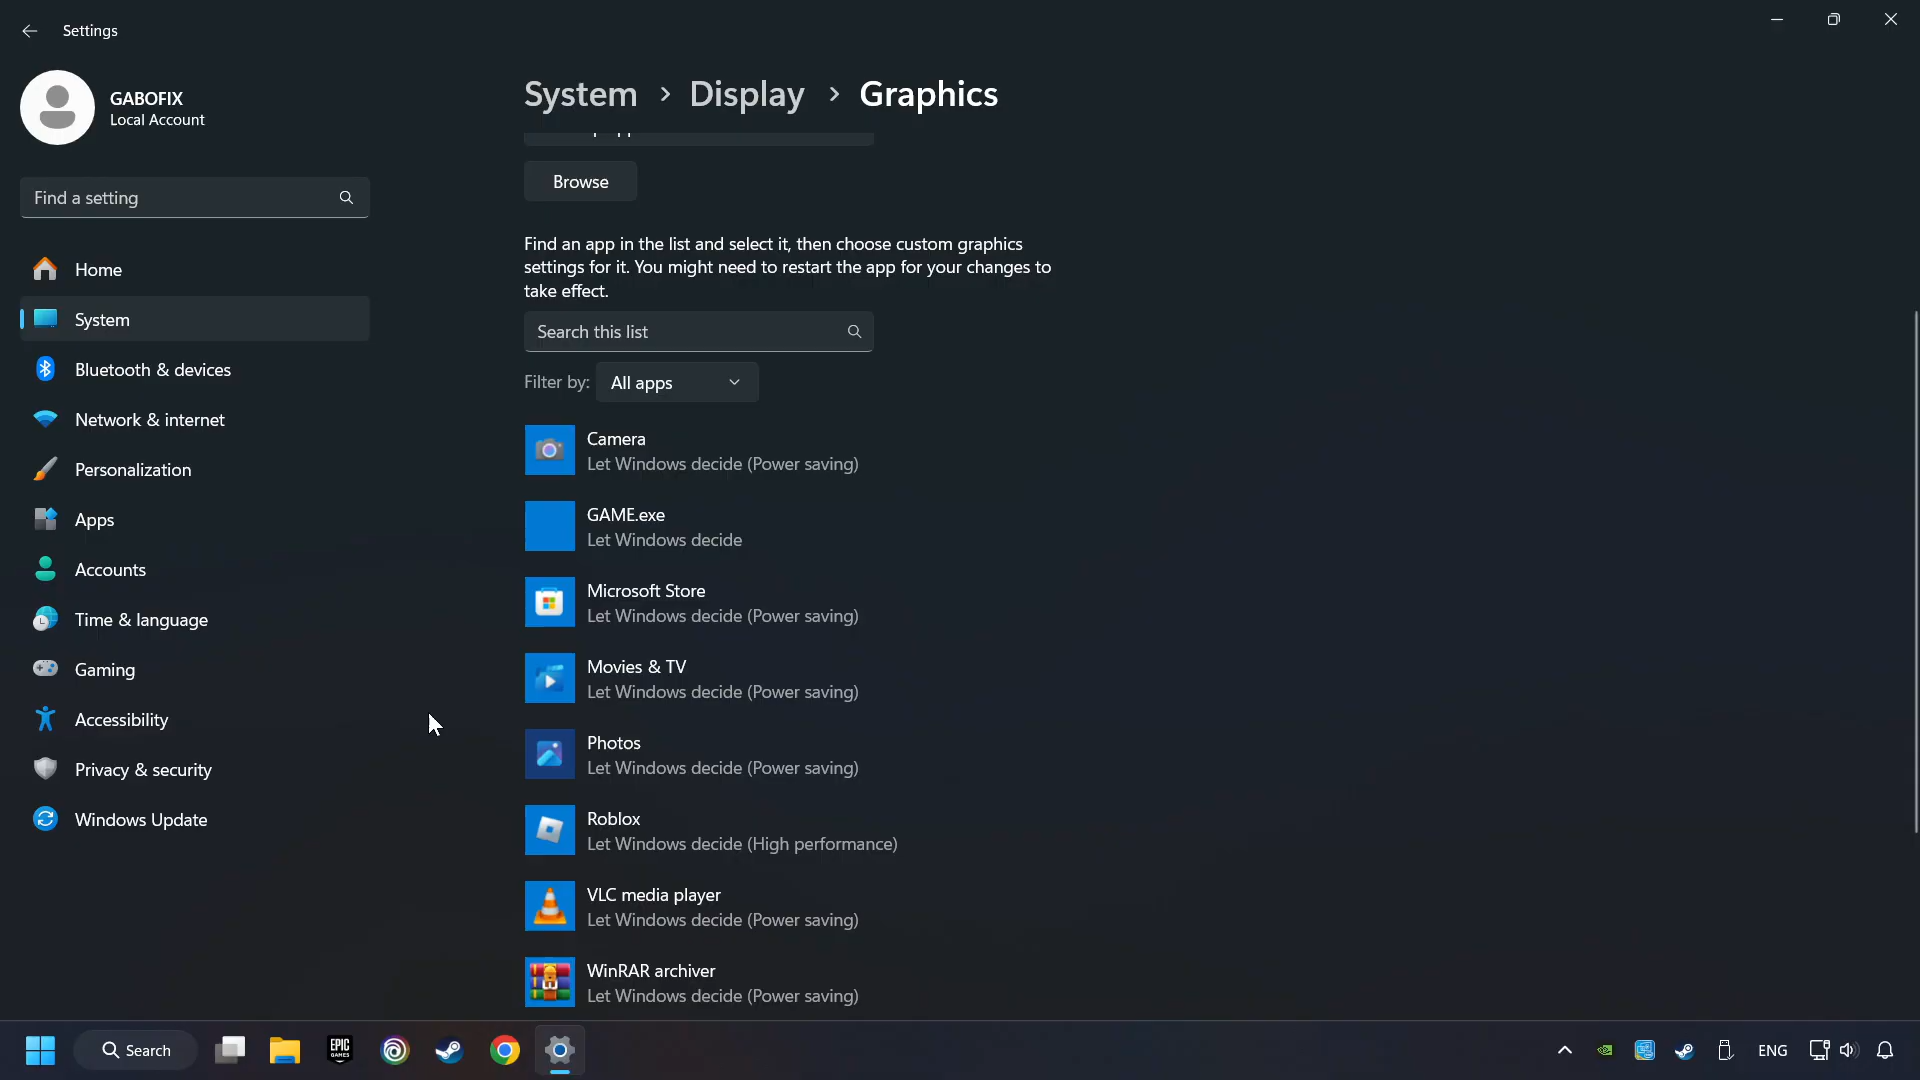 Settings
GABOFIX
Local Account
Find a setting
Home
System
Bluetooth & devices
Network & internet
Personalization
Apps
Accounts
Time & language
Gaming
Accessibility
Privacy & security
Windows Update
System > Display > Graphics
Browse
Find an app in the list and select it, then choose custom graphics
settings for it. You might need to restart the app for your changes to
take effect.
Search this list
Filter by: All apps
Camera
Let Windows decide (Power saving)
GAME.exe
Let Windows decide
Microsoft Store
Let Windows decide (Power saving)
Movies & TV
Let Windows decide (Power saving)
Photos
Let Windows decide (Power saving)
Roblox
Let Windows decide (High performance)
VLC media player
Let Windows decide (Power saving)
WinRAR archiver
Let Windows decide (Power saving)
Search
EPIC
GAMES
ENG